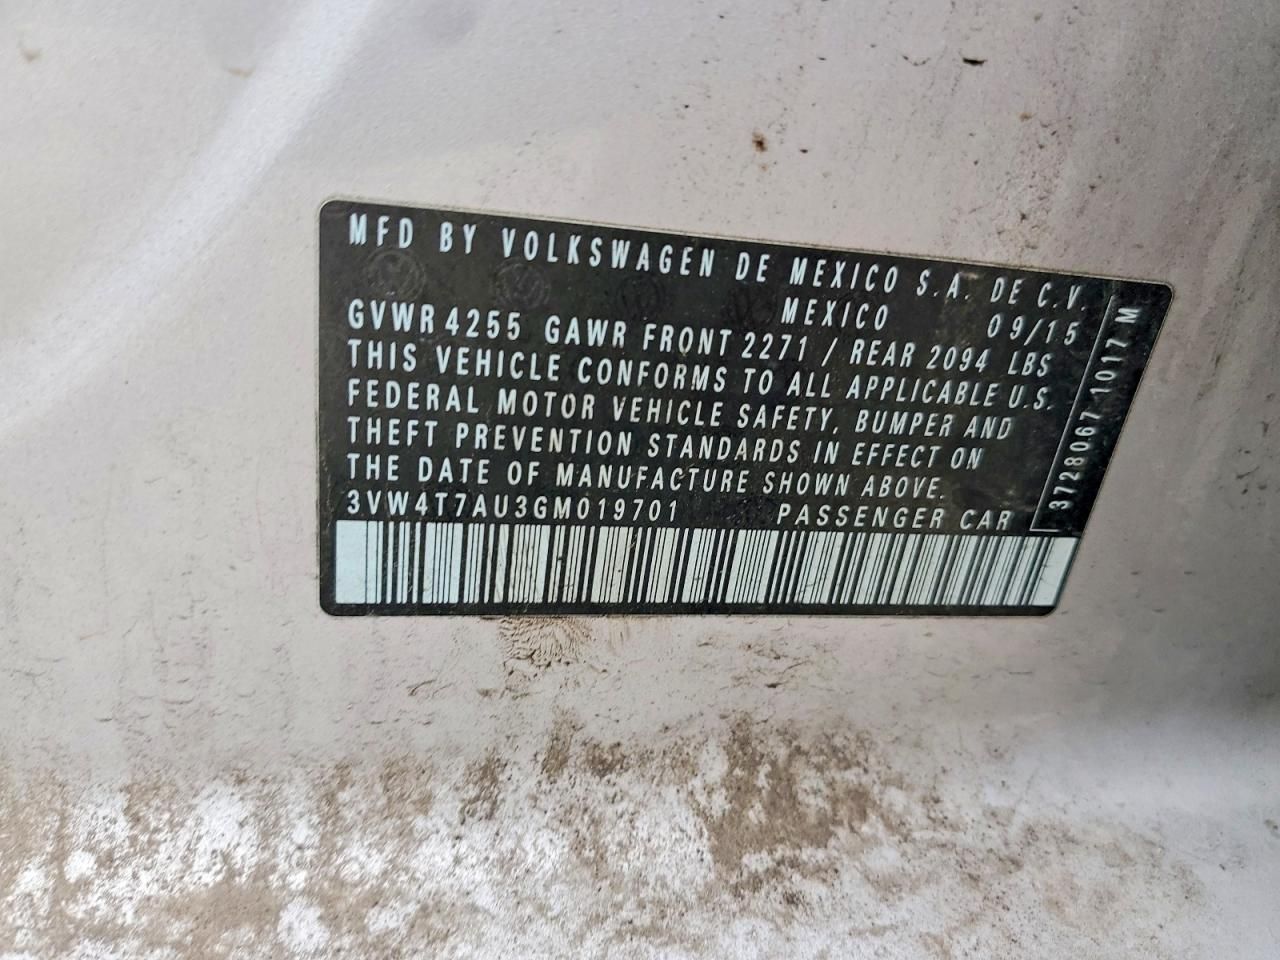 MFD BY VOLKSWAGEN DE MEXICO S.A. DE C.V.
MEXICO 09/15
GVWR 4255 GAWR FRONT 2271 / REAR 2094 LBS
THIS VEHICLE CONFORMS TO ALL APPLICABLE U.S.
FEDERAL MOTOR VEHICLE SAFETY, BUMPER AND
THEFT PREVENTION STANDARDS IN EFFECT ON
THE DATE OF MANUFACTURE SHOWN ABOVE.
3VW4T7AU3GM019701 PASSENGER CAR
3728067 1017 M